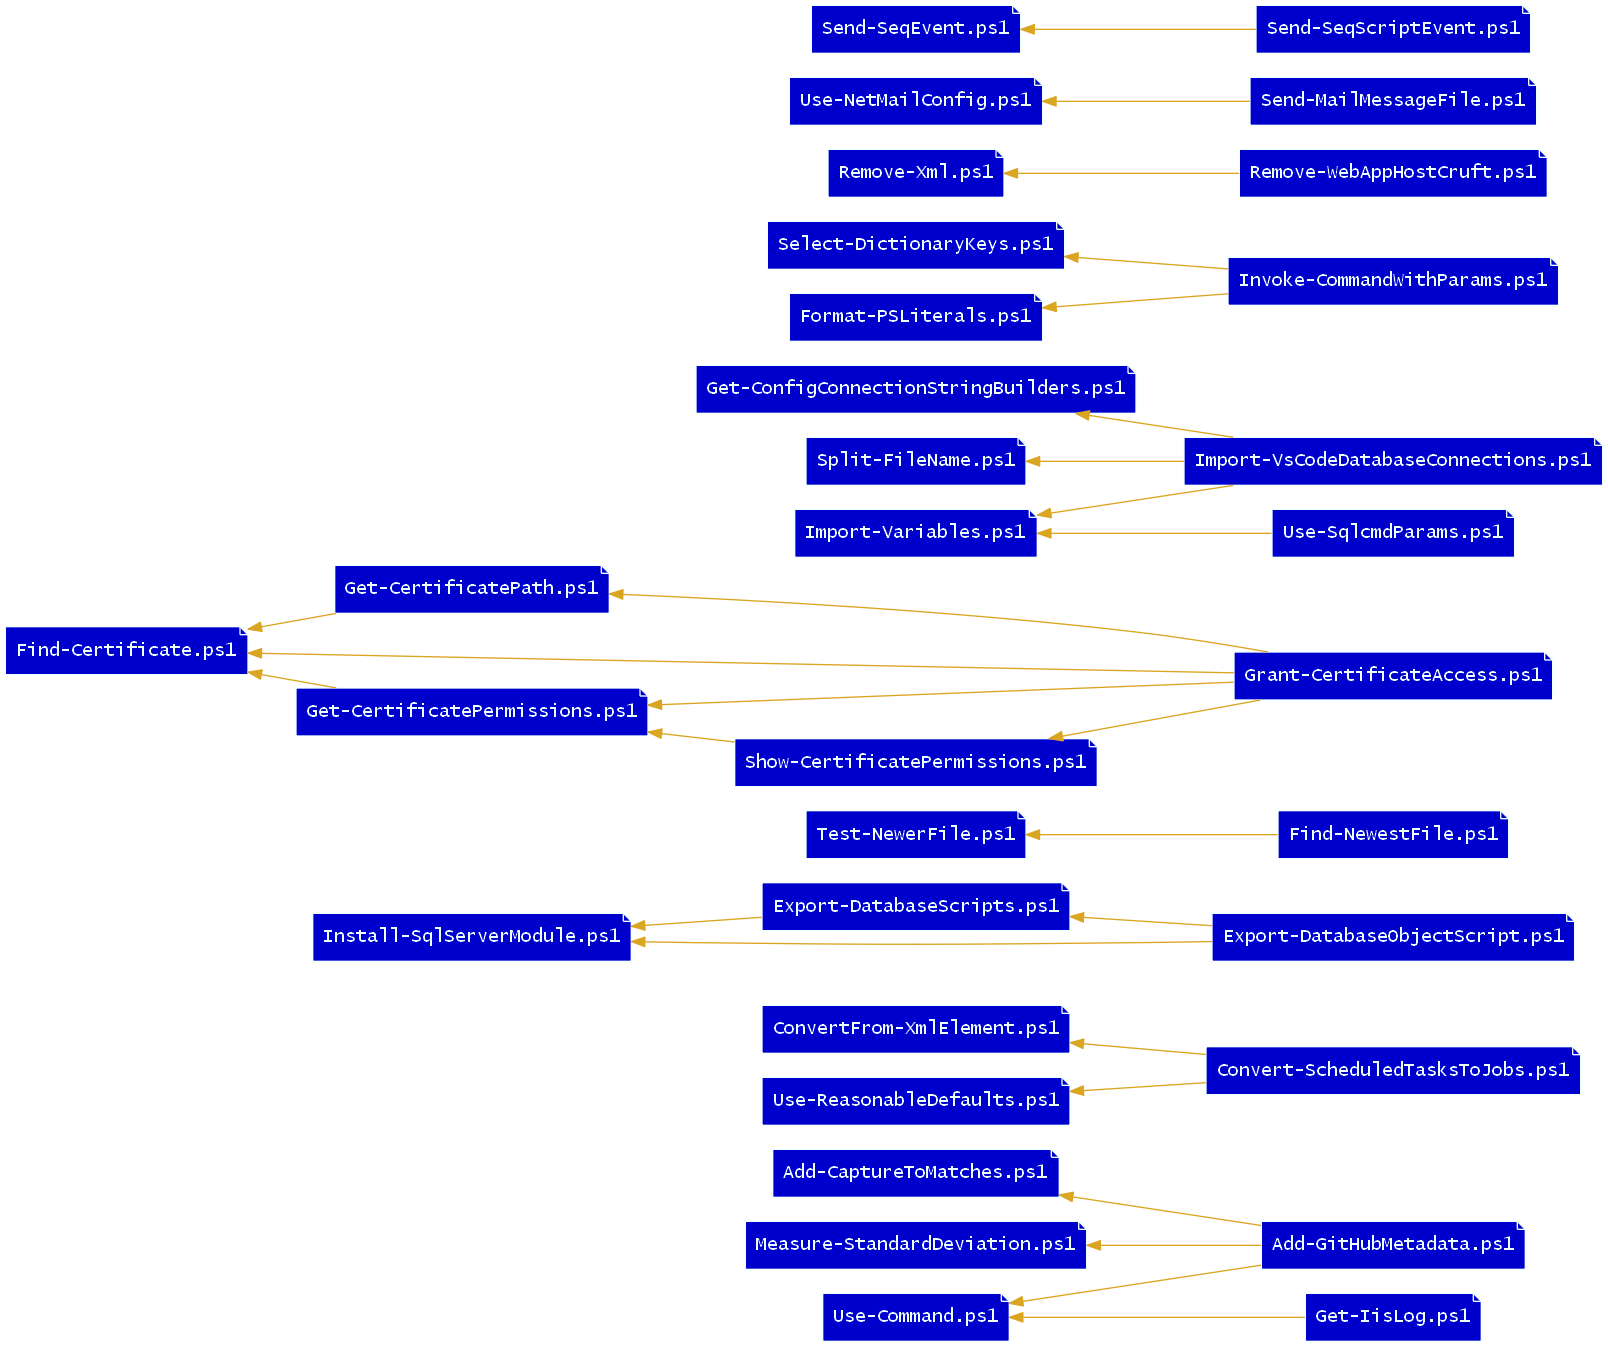 Send-SeqEvent.ps1
Send-SeqScriptEvent.ps1
Use-NetMailConfig.ps1
Send-MailMessageFile.ps1
Remove-Xml.ps1
Remove-WebAppHostCruft.ps1
Select-DictionaryKeys.ps1
Invoke-CommandWithParams.ps1
Format-PSLiterals.ps1
Get-ConfigConnectionStringBuilders.ps1
Split-FileName.ps1
Import-VsCodeDatabaseConnections.ps1
Import-Variables.ps1
Use-SqlcmdParams.ps1
Get-CertificatePath.ps1
Find-Certificate.ps1
Grant-CertificateAccess.ps1
Get-CertificatePermissions.ps1
Show-CertificatePermissions.ps1
Test-NewerFile.ps1
Find-NewestFile.ps1
Export-DatabaseScripts.ps1
Install-SqlServerModule.ps1
Export-DatabaseObjectScript.ps1
ConvertFrom-XmlElement.ps1
Convert-ScheduledTasksToJobs.ps1
Use-ReasonableDefaults.ps1
Add-CaptureToMatches.ps1
Measure-StandardDeviation.ps1
Add-GitHubMetadata.ps1
Use-Command.ps1
Get-IisLog.ps1